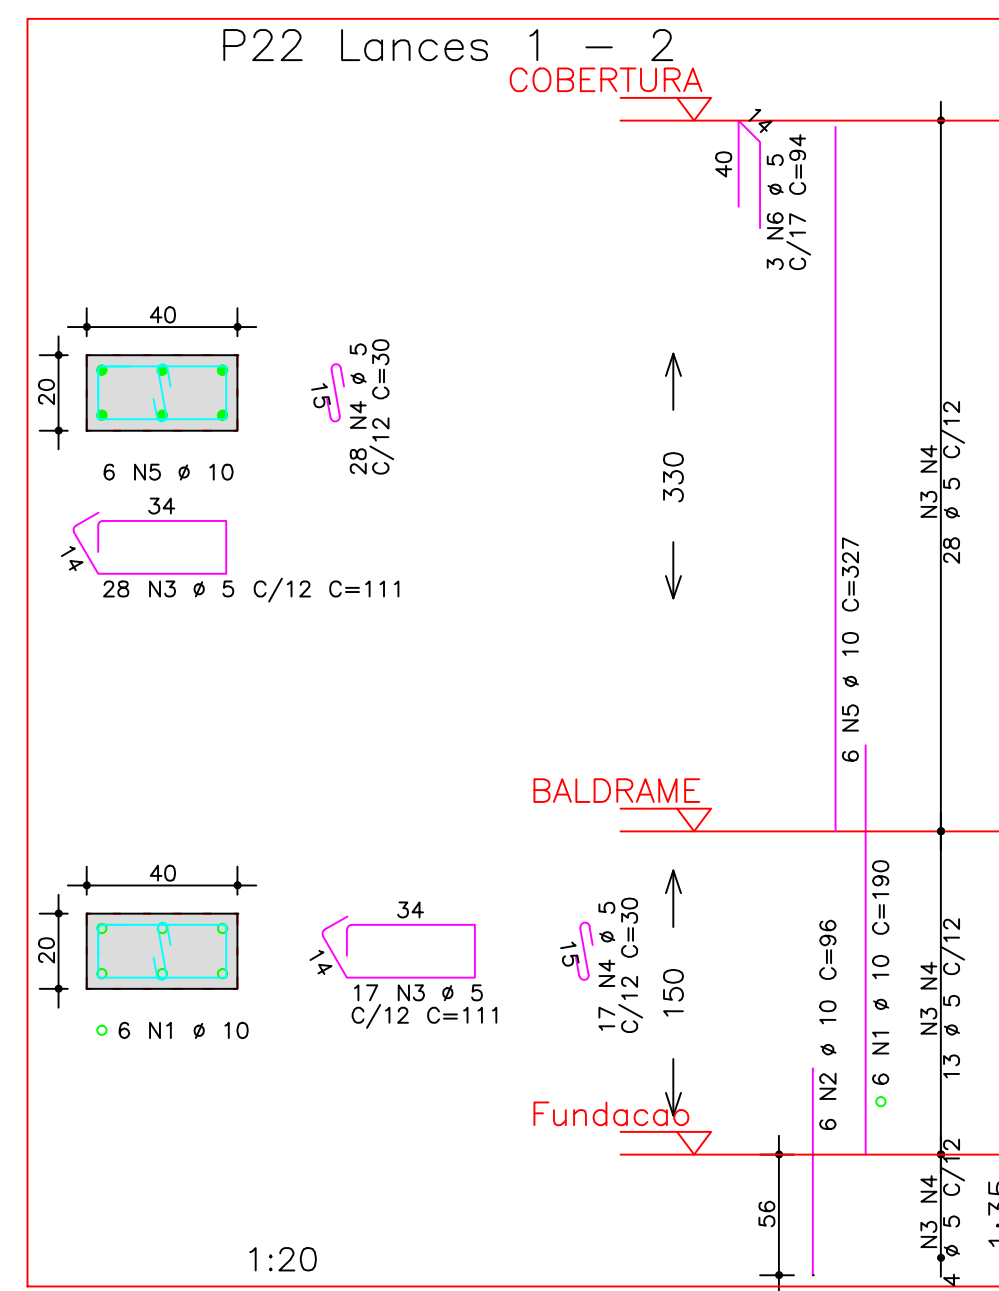 P22 Lances 1 - 2
COBERTURA
14
40
3 N6 ø 5
C/17 C=94
40
20
6 N5 ø 10
15
28 N4 ø 5
C/12 C=30
34
14
28 N3 ø 5 C/12 C=111
330
6 N5 ø 10 C=327
N3 N4
28 ø 5 C/12
BALDRAME
40
20
6 N1 ø 10
34
14
17 N3 ø 5
C/12 C=111
15
17 N4 ø 5
C/12 C=30
150
6 N2 ø 10 C=96
6 N1 ø 10 C=190
N3 N4
13 ø 5 C/12
Fundacao
56
N3 N4
4 ø 5 C/12
1:20
1:35